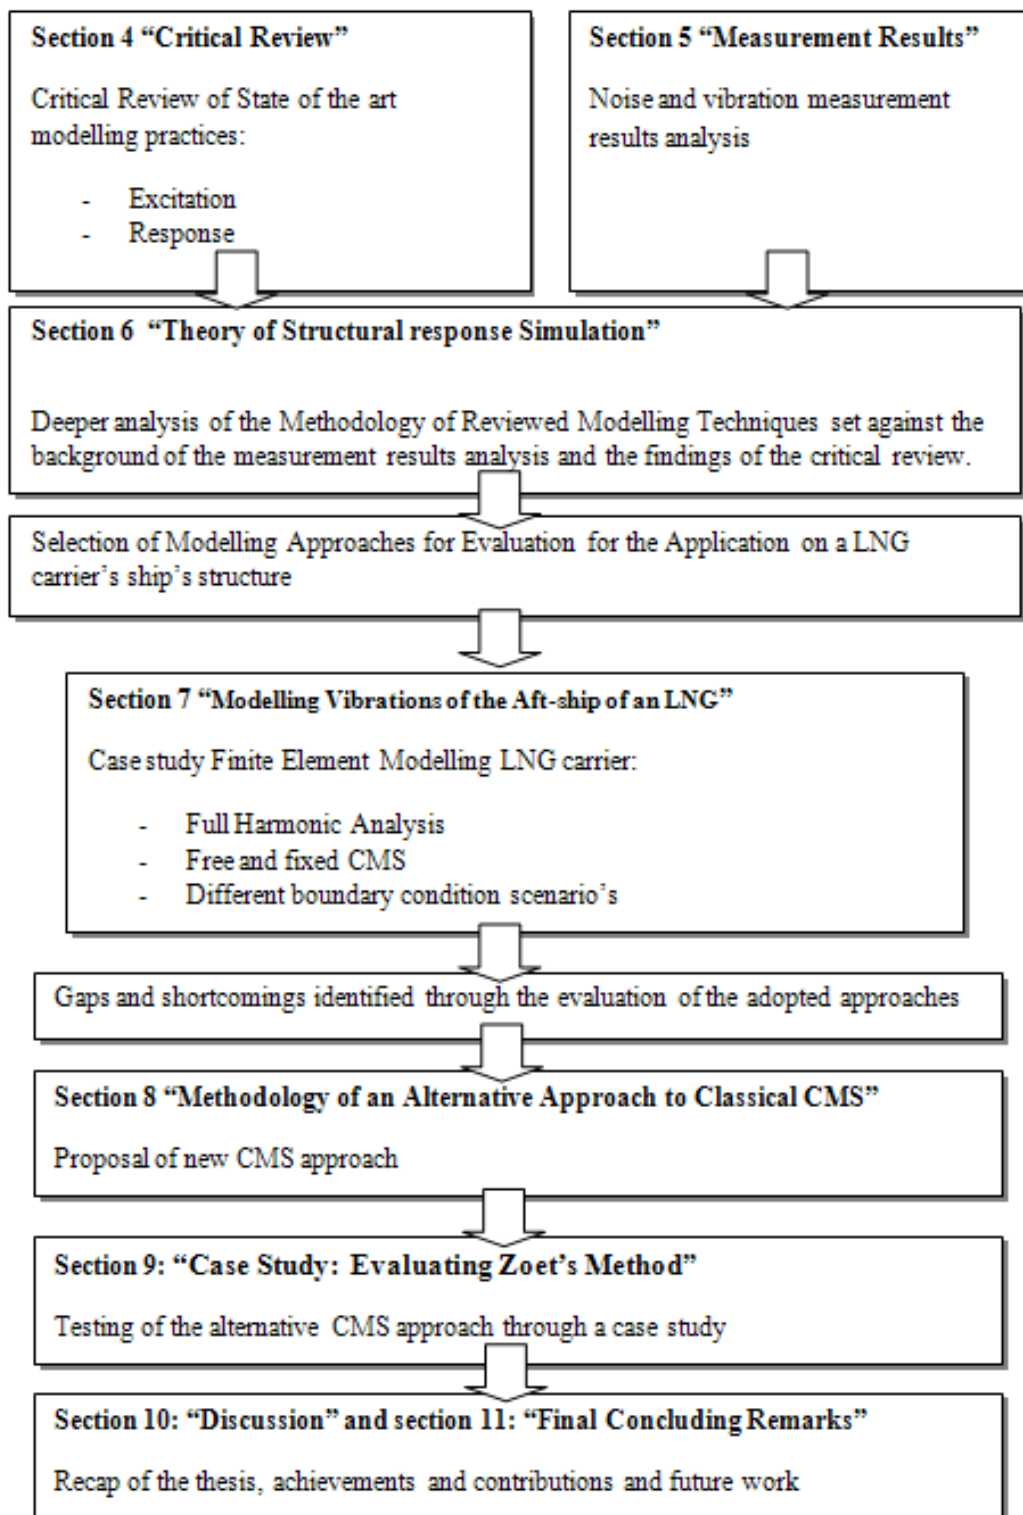 Section 4 “Critical Review”
Critical Review of State of the art
modelling practices:
- Excitation
- Response
Section 5 “Measurement Results”
Noise and vibration measurement
results analysis
Section 6 “Theory of Structural response Simulation”
Deeper analysis of the Methodology of Reviewed Modelling Techniques set against the
background of the measurement results analysis and the findings of the critical review.
Selection of Modelling Approaches for Evaluation for the Application on a LNG
carrier’s ship’s structure
Section 7 “Modelling Vibrations of the Aft-ship of an LNG”
Case study Finite Element Modelling LNG carrier:
- Full Harmonic Analysis
- Free and fixed CMS
- Different boundary condition scenario’s
Gaps and shortcomings identified through the evaluation of the adopted approaches
Section 8 “Methodology of an Alternative Approach to Classical CMS”
Proposal of new CMS approach
Section 9: “Case Study: Evaluating Zoet’s Method”
Testing of the alternative CMS approach through a case study
Section 10: “Discussion” and section 11: “Final Concluding Remarks”
Recap of the thesis, achievements and contributions and future work